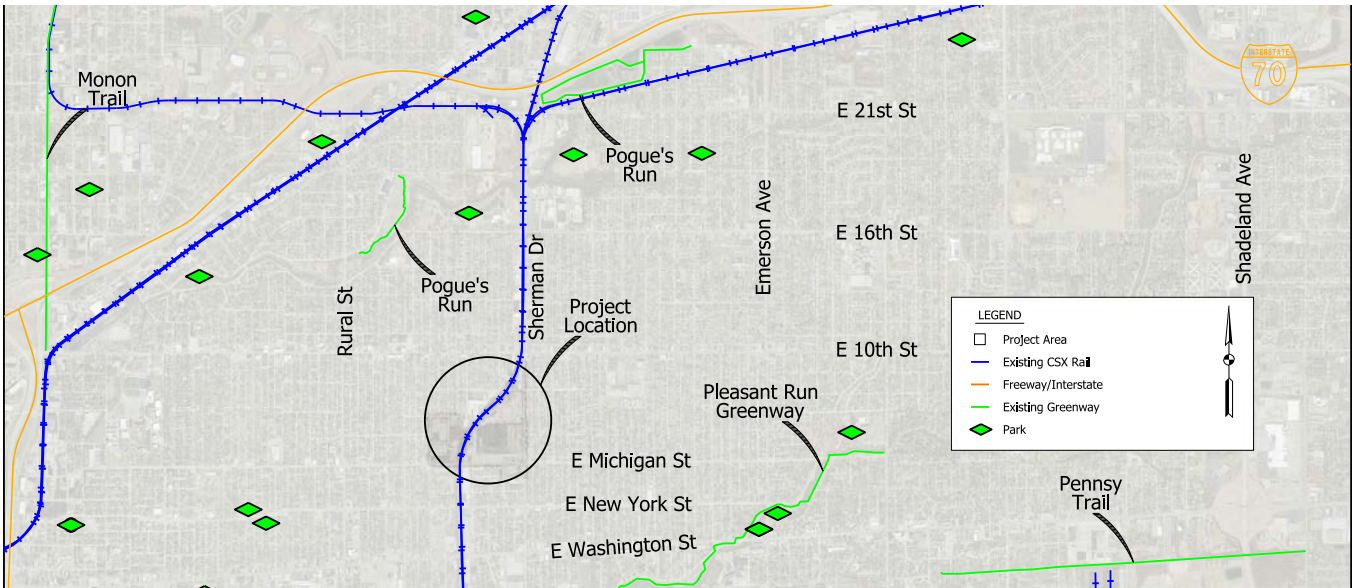 INTERSTATE
70
Monon
Trail
E 21st St
Pogue's
Run
Shadeland Ave
Emerson Ave
E 16th St
Sherman Dr
Pogue's
Run
Rural St
Project
Location
E 10th St
LEGEND
Project Area
Existing CSX Rail
Freeway/Interstate
Existing Greenway
Park
Pleasant Run
Greenway
E Michigan St
E New York St
E Washington St
Pennsy
Trail